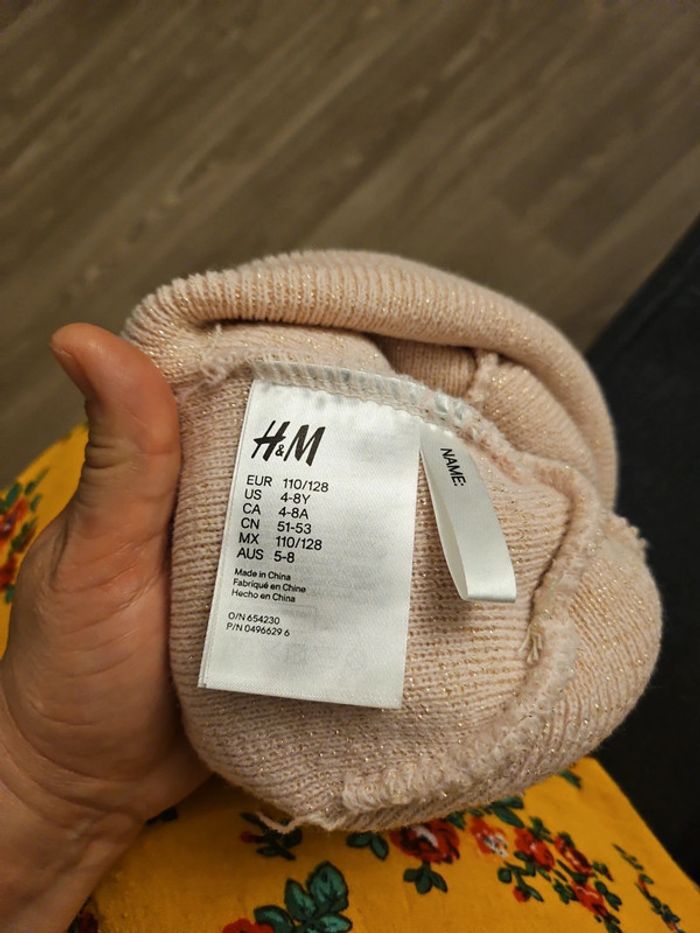 H&M
EUR 110/128
US 4-8Y
CA 4-8A
CN 51-53
MX 110/128
AUS 5-8
Made in China
Fabriqué en Chine
Hecho en China
O/N 654230
P/N 0496629 6
NAME: